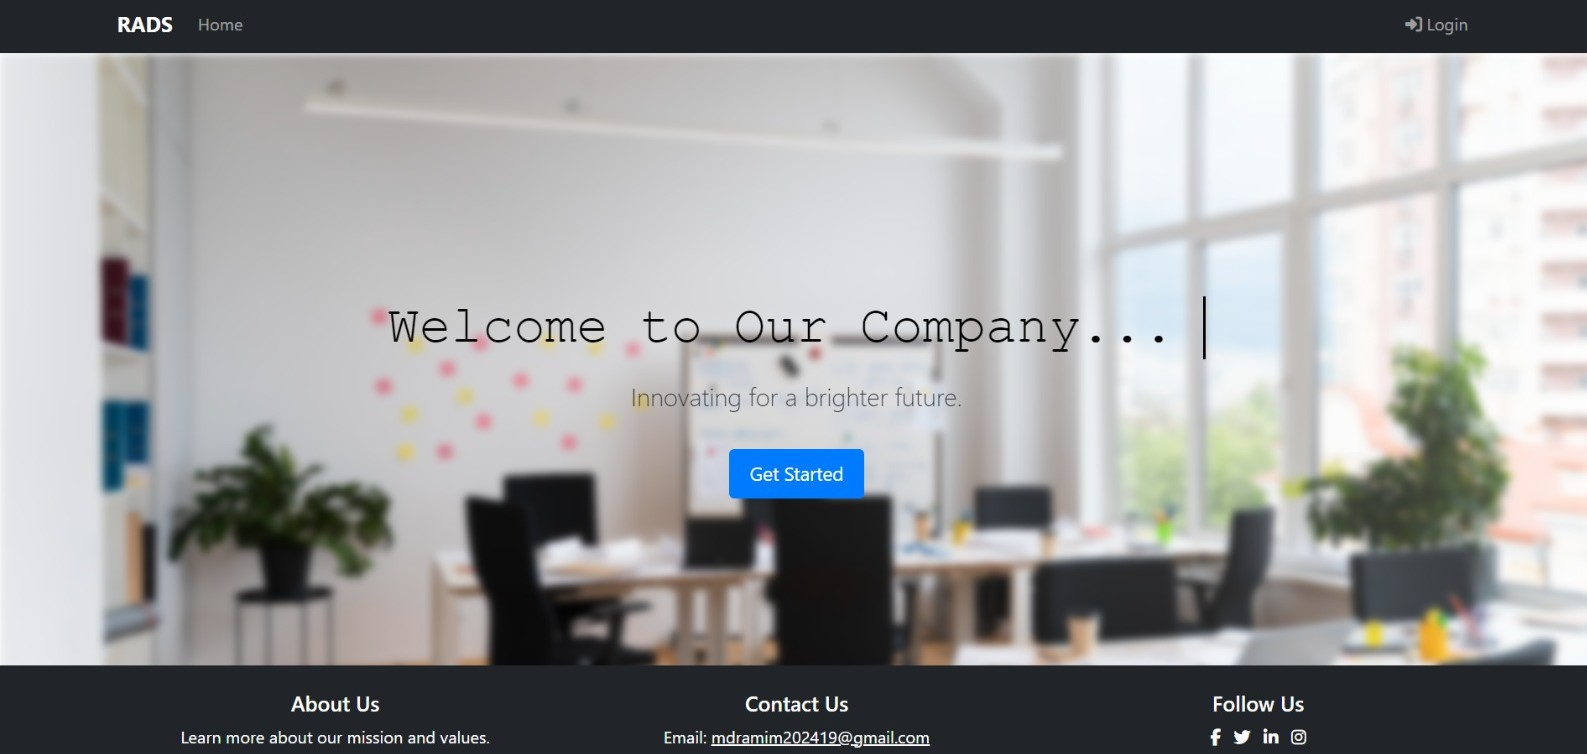 RADS Home Login
Welcome to Our Company...
Innovating for a brighter future.
Get Started
About Us
Learn more about our mission and values.
Contact Us
Email: mdramim202419@gmail.com
Follow Us